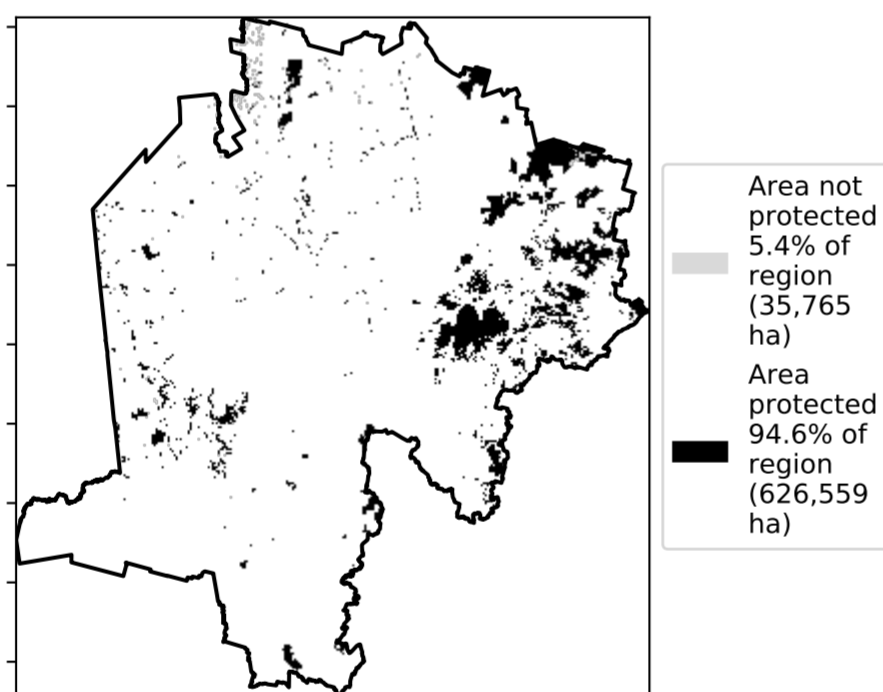 Area not
protected
5.4% of
region
(35,765
ha)
Area
protected
94.6% of
region
(626,559
ha)